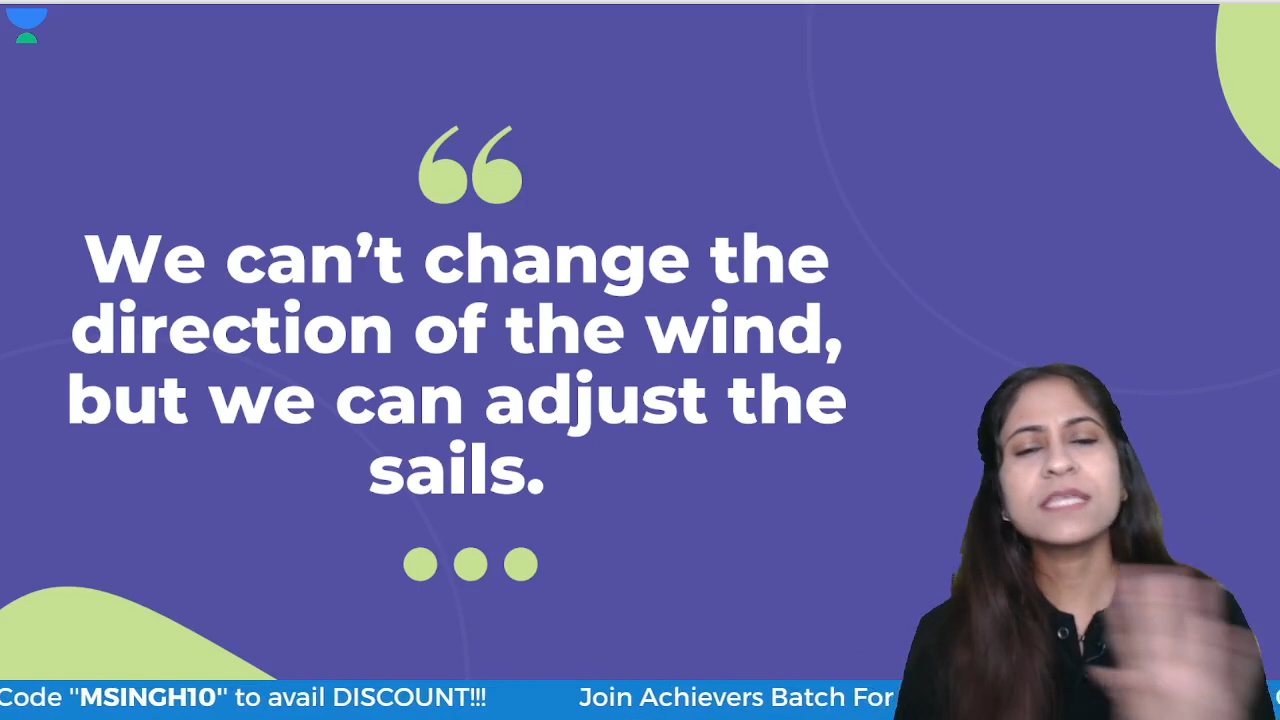 We can’t change the
direction of the wind,
but we can adjust the
sails.
Code "MSINGH10" to avail DISCOUNT!!! Join Achievers Batch For